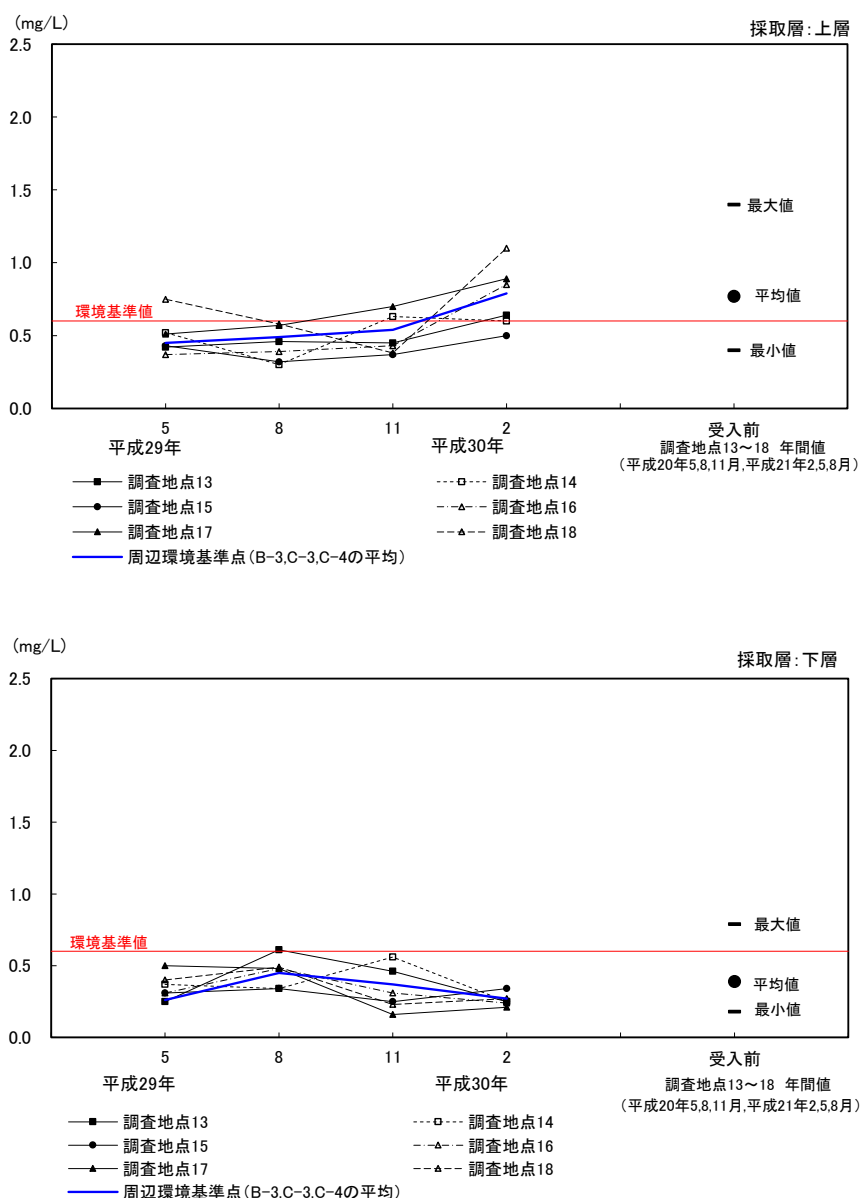 (mg/L)
採取層:上層
2.5
2.0
1.5
最大値
1.0
平均値
環境基準値
0.5
最小値
0.0
5 8 11 2 受入前
平成29年 平成30年 調査地点13～18 年間値
(平成20年5,8,11月,平成21年2,5,8月)
調査地点13 調査地点14
調査地点15 調査地点16
調査地点17 調査地点18
周辺環境基準点(B-3,C-3,C-4の平均)
(mg/L)
採取層:下層
2.5
2.0
1.5
1.0
環境基準値
最大値
0.5
平均値
最小値
0.0
5 8 11 2 受入前
平成29年 平成30年 調査地点13～18 年間値
(平成20年5,8,11月,平成21年2,5,8月)
調査地点13 調査地点14
調査地点15 調査地点16
調査地点17 調査地点18
周辺環境基準点(B-3,C-3,C-4の平均)